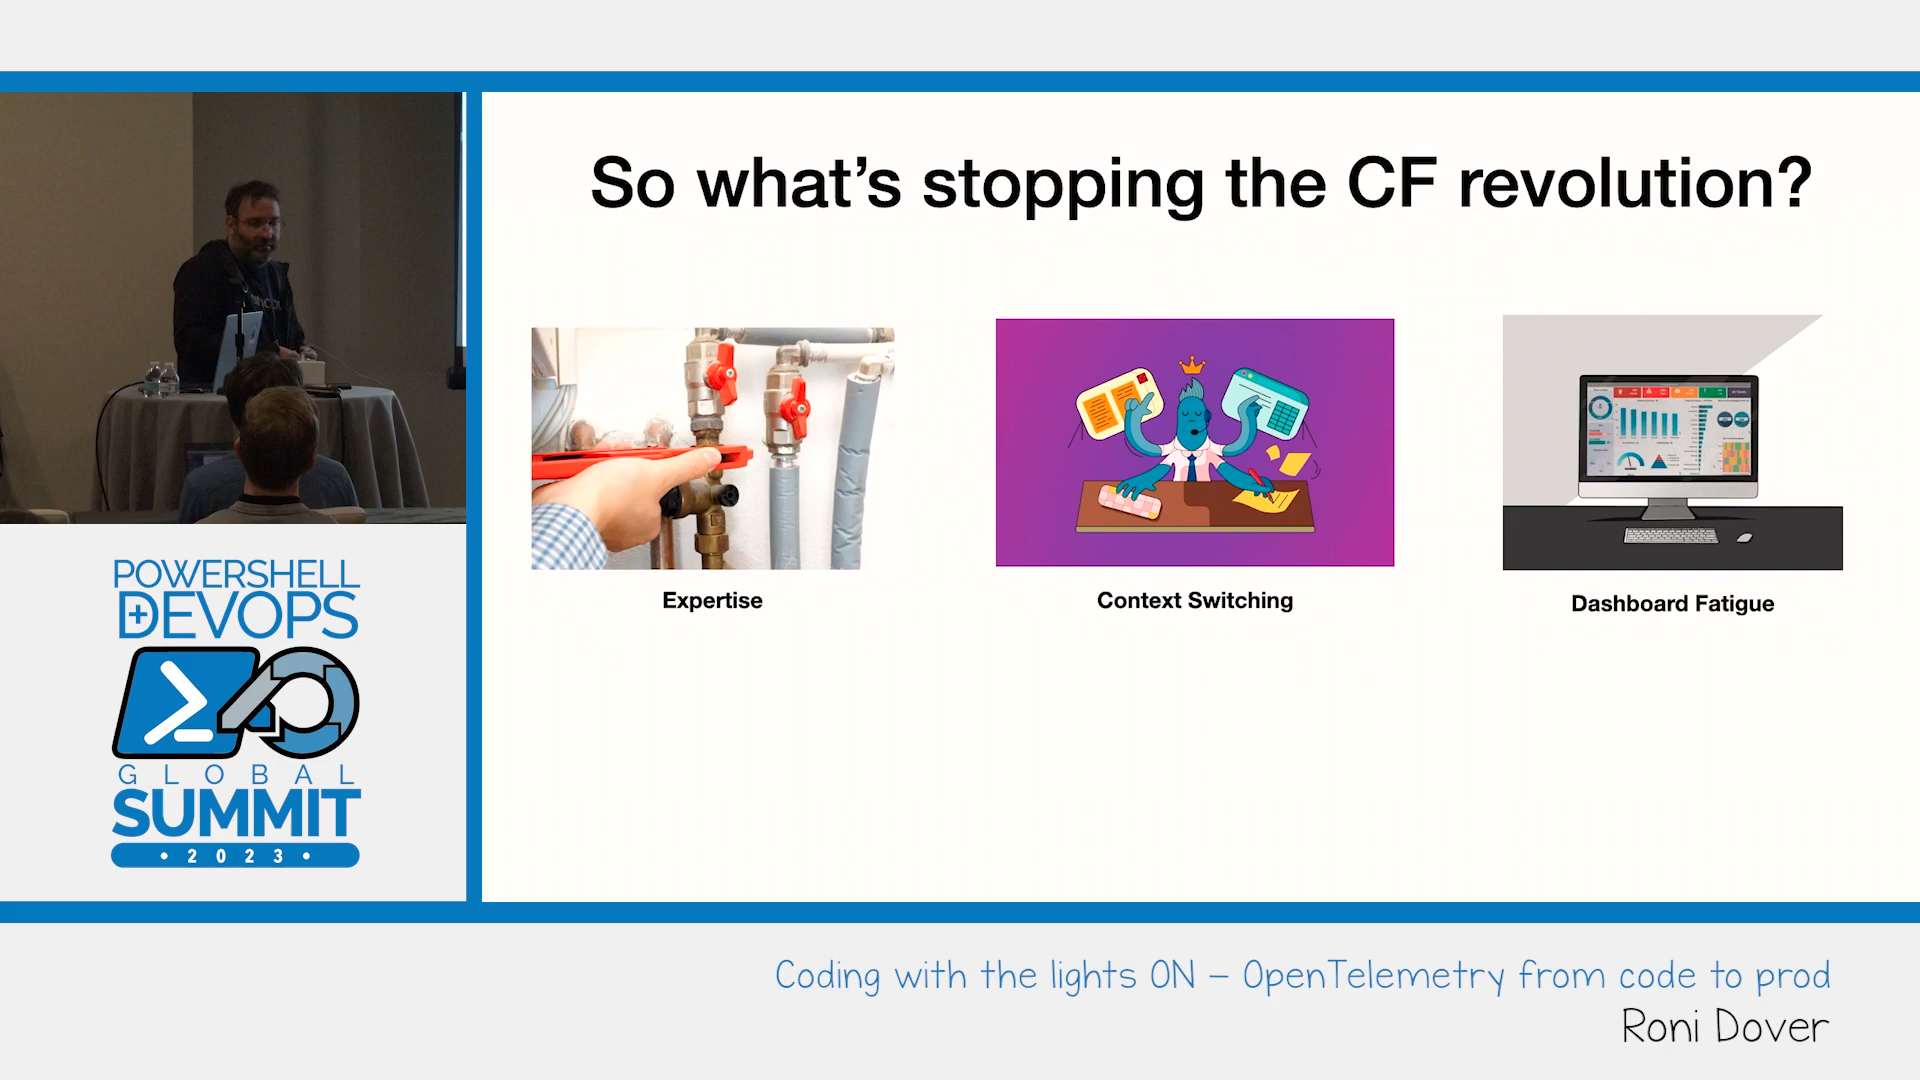 So what’s stopping the CF revolution?
Expertise
Context Switching
Dashboard Fatigue
POWERSHELL
+DEVOPS
GLOBAL
SUMMIT
• 2023 •
Coding with the lights ON – OpenTelemetry from code to prod
Roni Dover